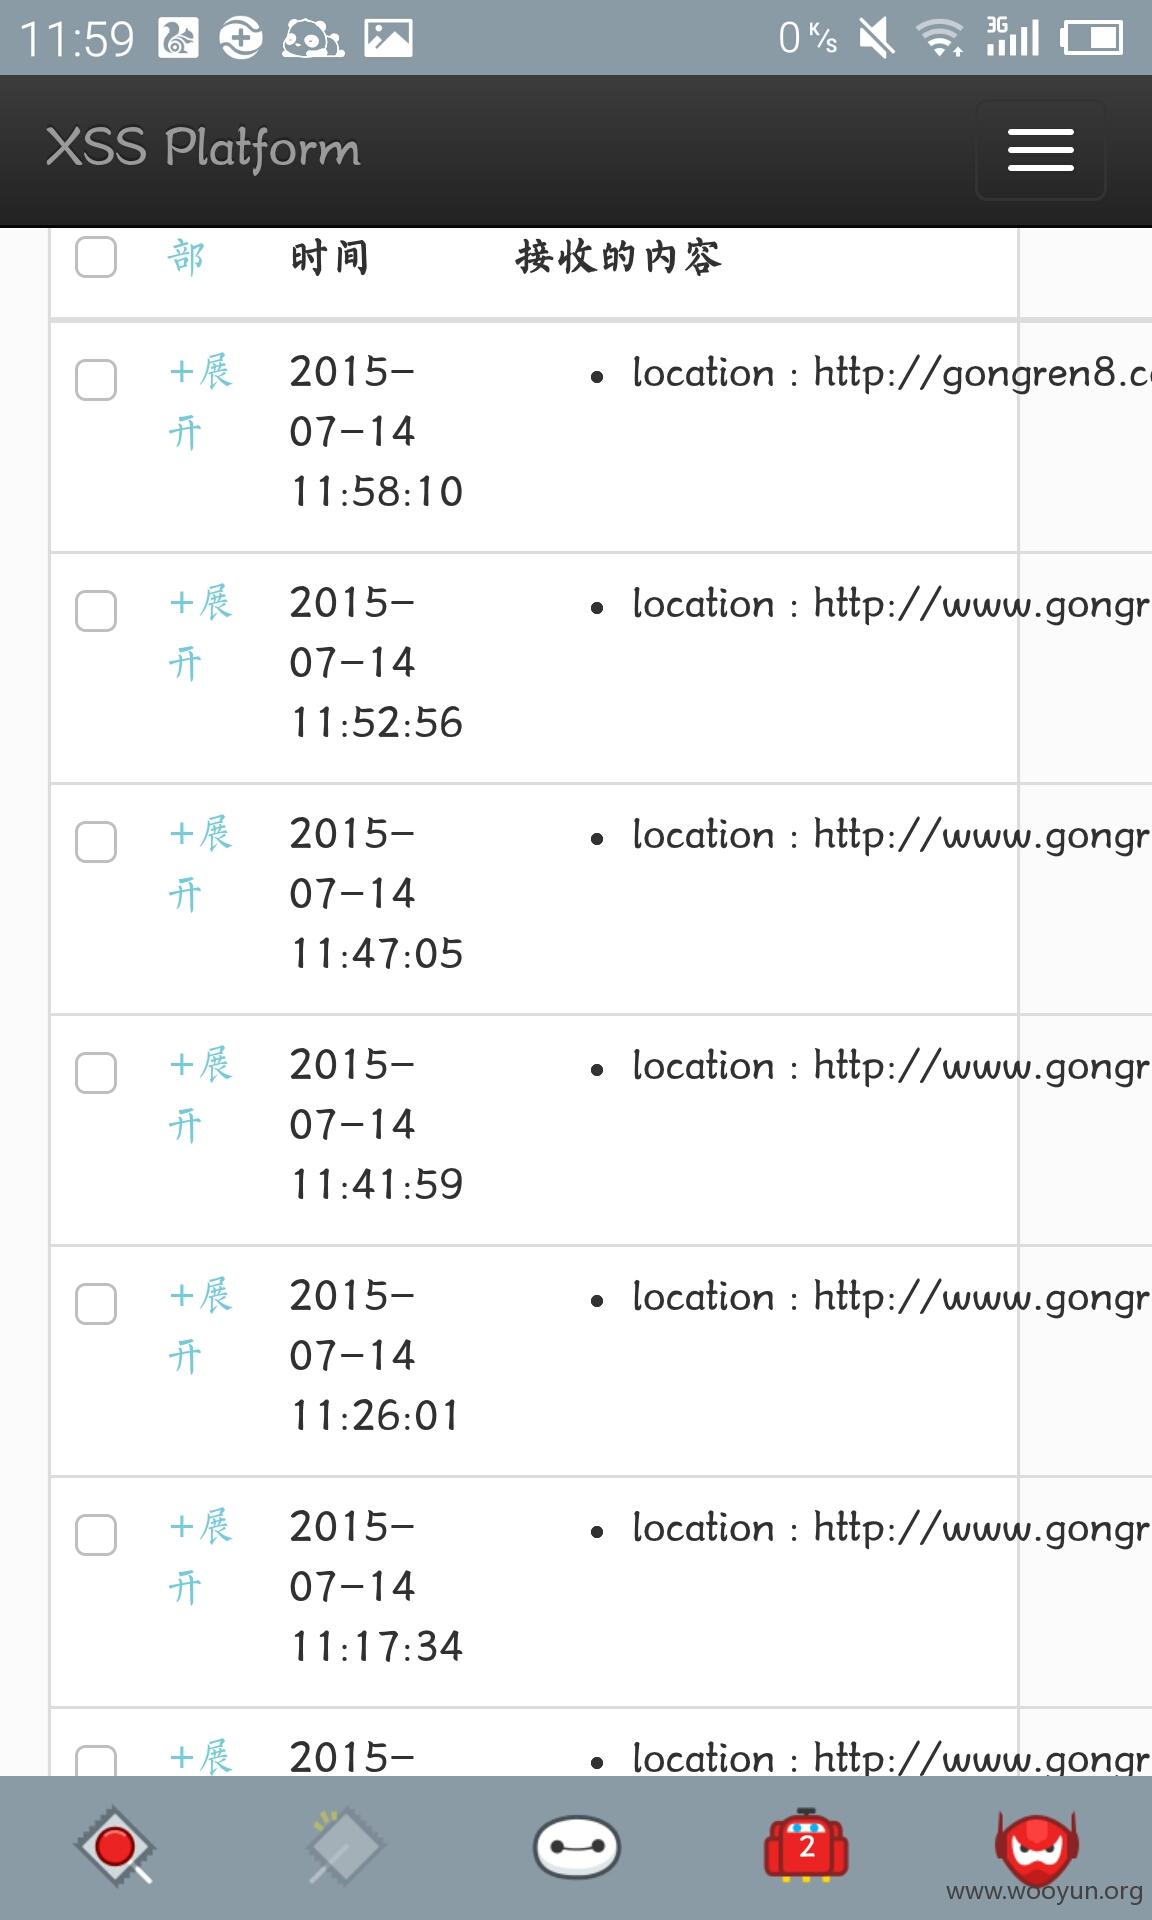 11:59
0 K/s
3G
XSS Platform
部 时间 接收的内容
+展开 2015-07-14 11:58:10 location : http://gongren8.c
+展开 2015-07-14 11:52:56 location : http://www.gongr
+展开 2015-07-14 11:47:05 location : http://www.gongr
+展开 2015-07-14 11:41:59 location : http://www.gongr
+展开 2015-07-14 11:26:01 location : http://www.gongr
+展开 2015-07-14 11:17:34 location : http://www.gongr
+展 2015- location : http://www.gongr
2
www.wooyun.org